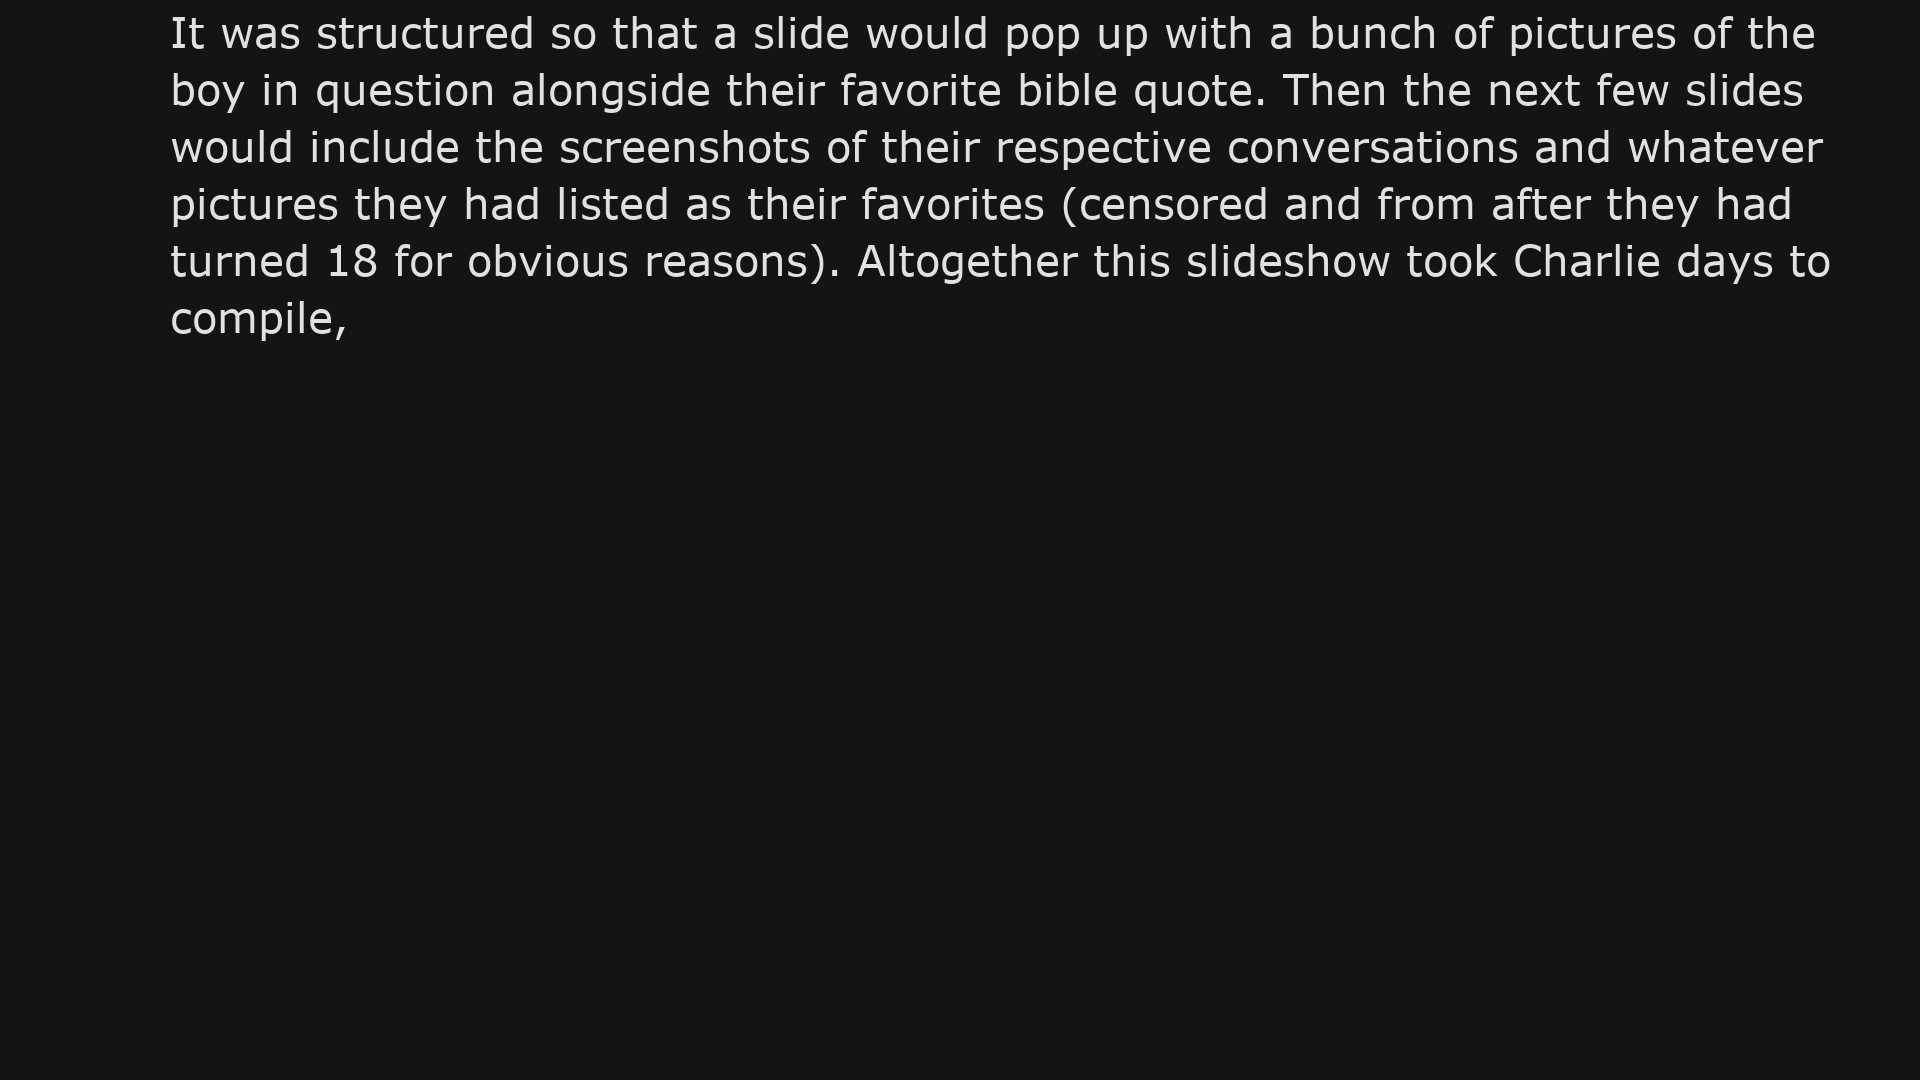 It was structured so that a slide would pop up with a bunch of pictures of the
boy in question alongside their favorite bible quote. Then the next few slides
would include the screenshots of their respective conversations and whatever
pictures they had listed as their favorites (censored and from after they had
turned 18 for obvious reasons). Altogether this slideshow took Charlie days to
compile,